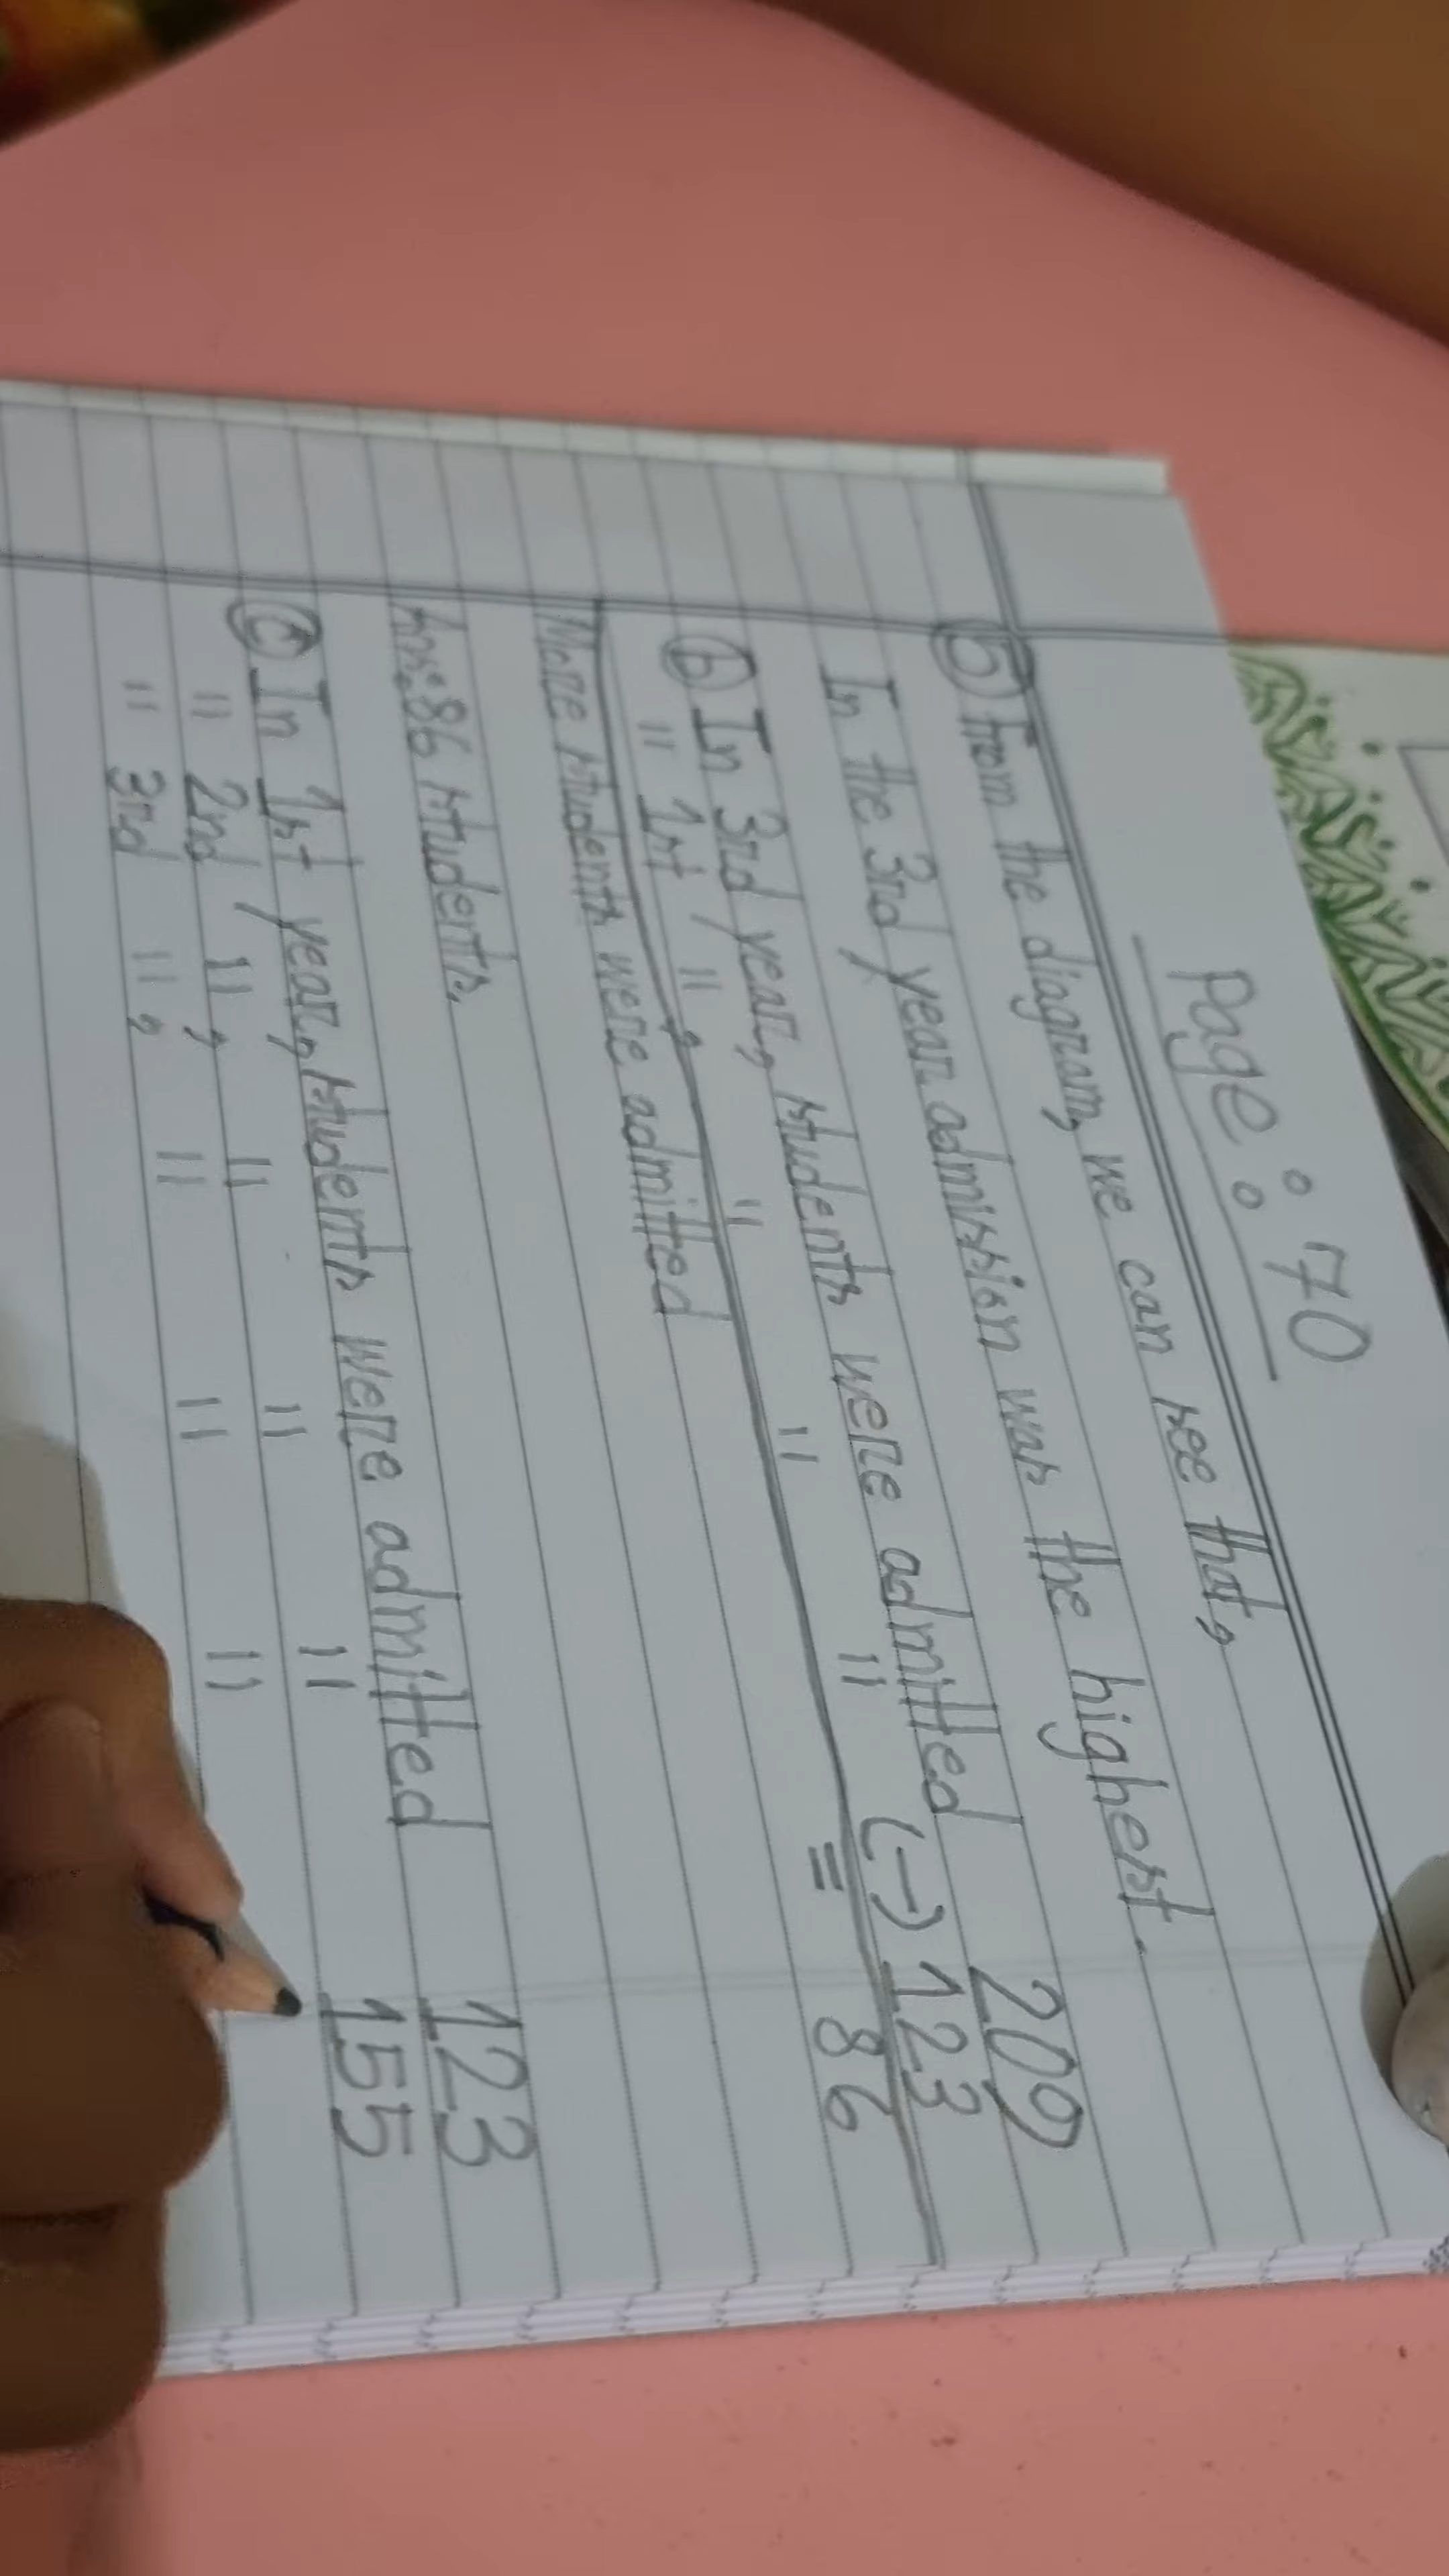 Page : 70
5 From the diagram, we can see that,
In the 3rd year admission was the highest.
b In 3rd year, students were admitted 209
" 1st " , " " " (-) 123
More students were admitted = 86
Ans: 86 students.
c In 1st year, students were admitted 123
" 2nd " , " " " 155
" 3rd " , " " "